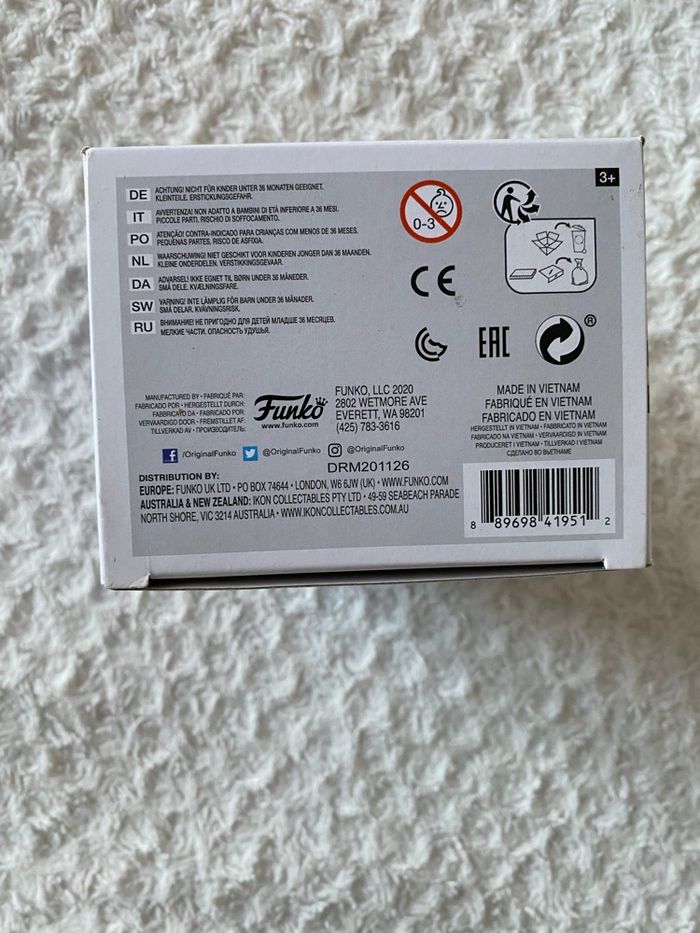 3+
DE ACHTUNG! NICHT FÜR KINDER UNTER 36 MONATEN GEEIGNET.
KLEINTEILE. ERSTICKUNGSGEFAHR.
IT AVVERTENZA! NON ADATTO A BAMBINI DI ETÀ INFERIORE A 36 MESI.
PICCOLE PARTI. RISCHIO DI SOFFOCAMENTO.
PO ATENÇÃO! CONTRA-INDICADO PARA CRIANÇAS COM MENOS DE 36 MESES.
PEQUENAS PARTES. RISCO DE ASFIXIA.
NL WAARSCHUWING! NIET GESCHIKT VOOR KINDEREN JONGER DAN 36 MAANDEN.
KLEINE ONDERDELEN. VERSTIKKINGSGEVAAR.
DA ADVARSEL! IKKE EGNET TIL BØRN UNDER 36 MÅNEDER.
SMÅ DELE. KVÆLNINGSFARE.
SW VARNING! INTE LÄMPLIG FÖR BARN UNDER 36 MÅNADER.
SMÅ DELAR. KVÄVNINGSRISK.
RU ВНИМАНИЕ! НЕ ПРИГОДНО ДЛЯ ДЕТЕЙ МЛАДШЕ 36 МЕСЯЦЕВ.
МЕЛКИЕ ЧАСТИ. ОПАСНОСТЬ УДУШЬЯ.
0-3
CE
EAC
®
MANUFACTURED BY • FABRIQUÉ PAR:
FABRICADO POR • HERGESTELLT DURCH:
FABBRICATO DA • FABRICADO POR:
VERVAARDIGD DOOR • FREMSTILLET AF:
TILLVERKAD AV • ПРОИЗВОДИТЕЛЬ:
Funko
www.funko.com
FUNKO, LLC 2020
2802 WETMORE AVE
EVERETT, WA 98201
(425) 783-3616
MADE IN VIETNAM
FABRIQUÉ EN VIETNAM
FABRICADO EN VIETNAM
HERGESTELLT IN VIETNAM • FABBRICATO IN VIETNAM
FABRICADO NA VIETNAM • VERVAARDIGD IN VIETNAM
PRODUCERET I VIETNAM • TILLVERKAD I VIETNAM
СДЕЛАНО ВО ВЬЕТНАМЕ
/OriginalFunko @OriginalFunko @OriginalFunko
DRM201126
DISTRIBUTION BY:
EUROPE: FUNKO UK LTD • PO BOX 74644 • LONDON, W6 6JW (UK) • WWW.FUNKO.COM
AUSTRALIA & NEW ZEALAND: IKON COLLECTABLES PTY LTD • 49-59 SEABEACH PARADE
NORTH SHORE, VIC 3214 AUSTRALIA • WWW.IKONCOLLECTABLES.COM.AU
8 89698 41951 2